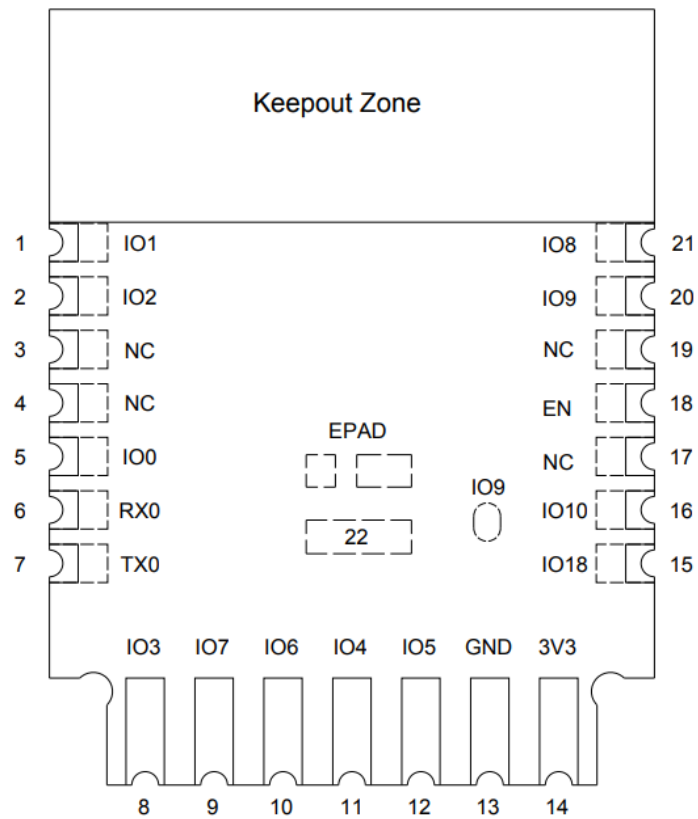 Keepout Zone
1 IO1 IO8 21
2 IO2 IO9 20
3 NC NC 19
4 NC EN 18
5 IO0 EPAD NC 17
6 RX0 IO9 IO10 16
7 TX0 22 IO18 15
IO3 IO7 IO6 IO4 IO5 GND 3V3
8 9 10 11 12 13 14